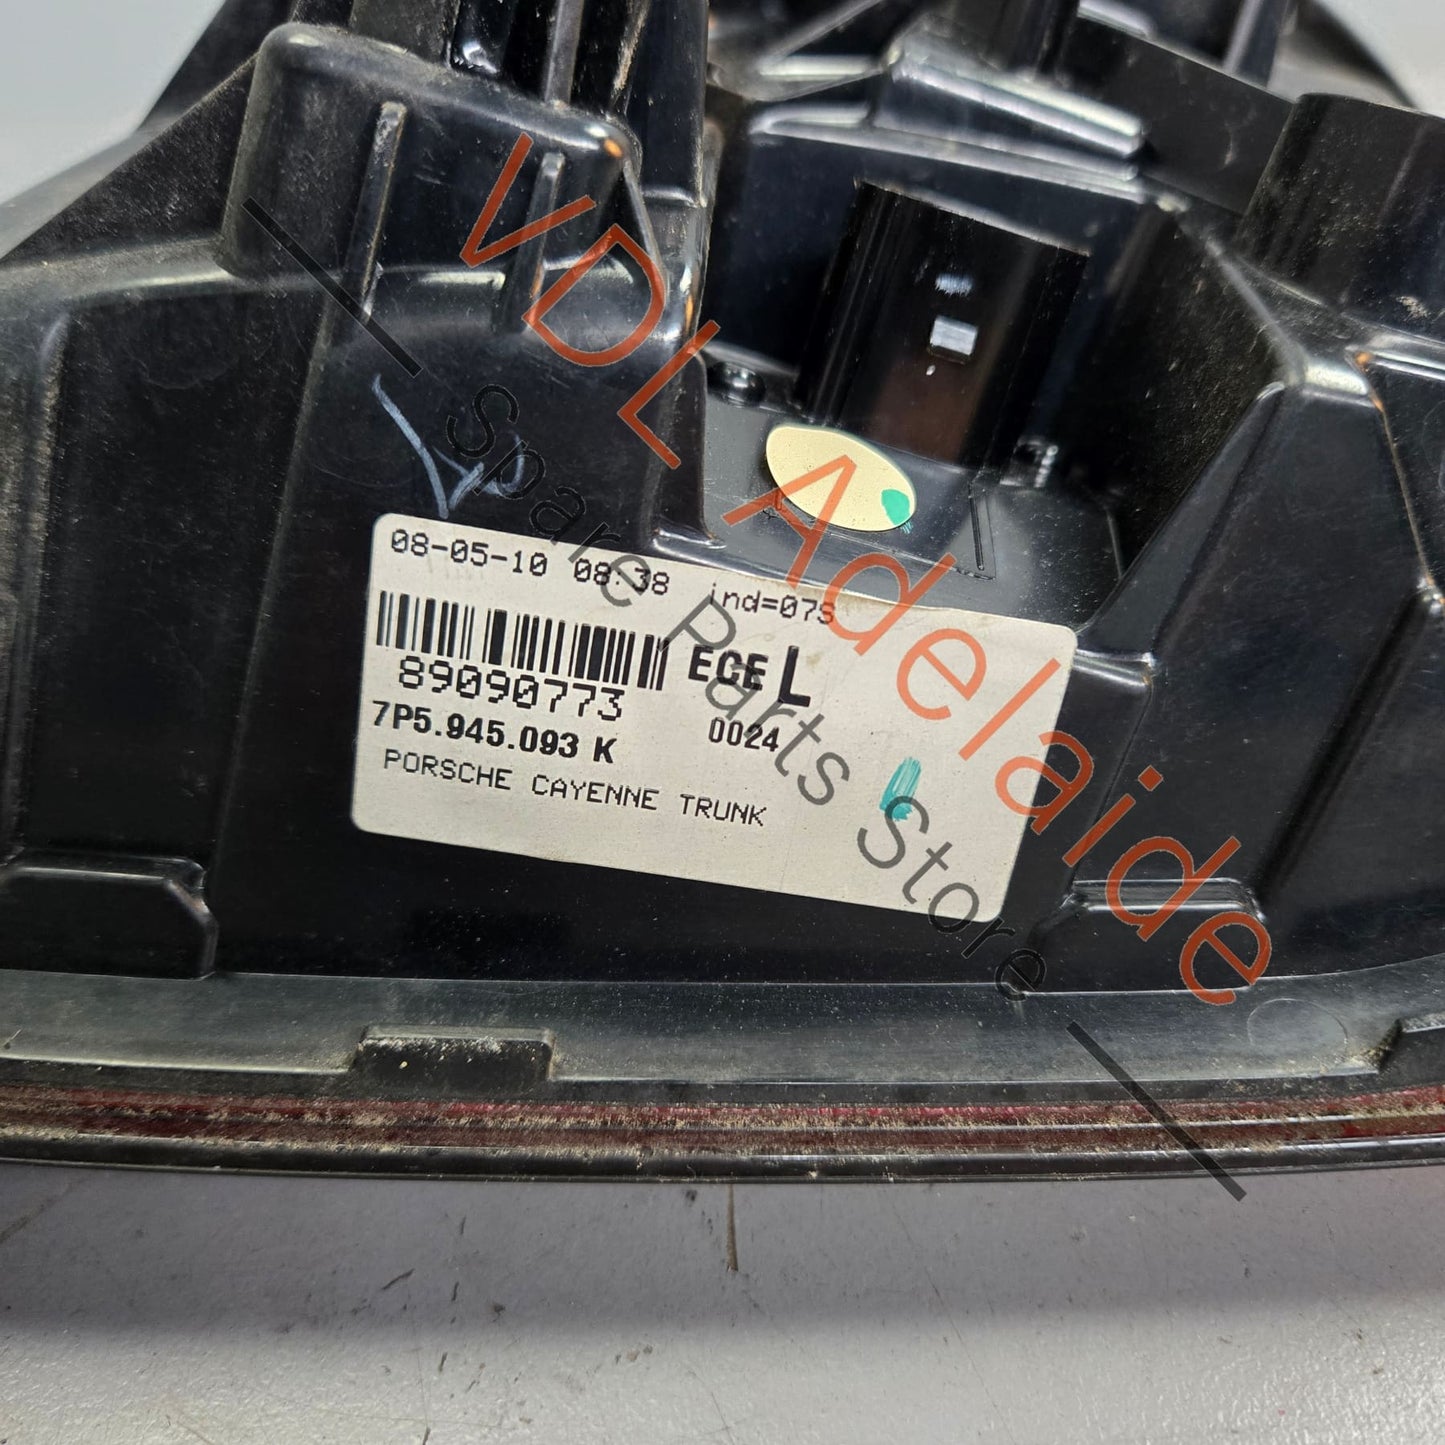 VDL Adelaide
Spare Parts Store
08-05-10 08:38 ind=07S
89090773
ECE L
7P5.945.093 K
0024
PORSCHE CAYENNE TRUNK